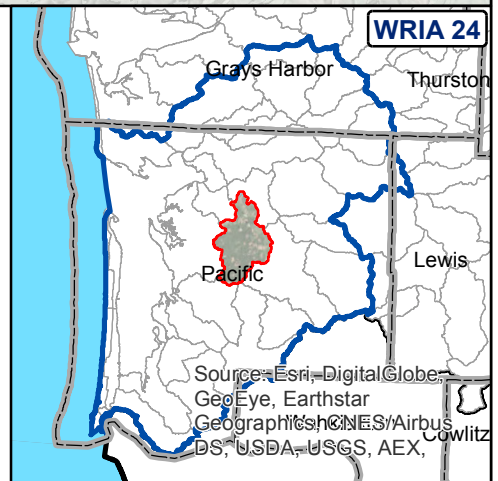 WRIA 24
Grays Harbor
Thurston
Lewis
Pacific
Source: Esri, DigitalGlobe,
GeoEye, Earthstar
Geographics, CNES/Airbus
Cowlitz
DS, USDA, USGS, AEX,